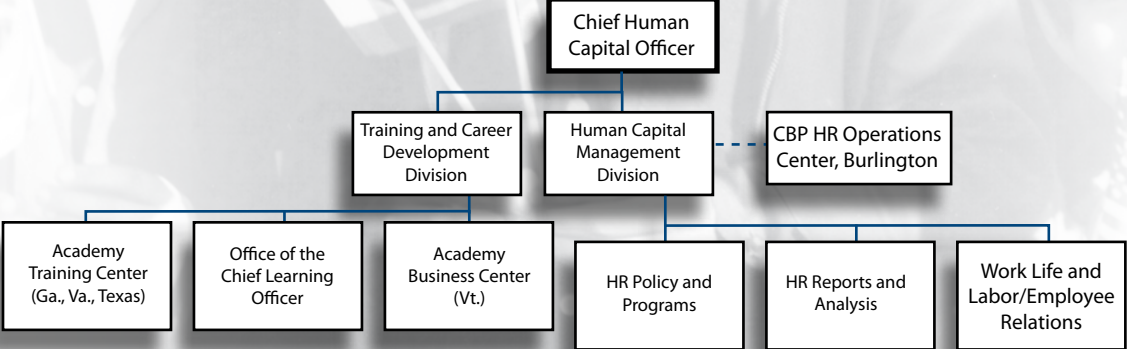 Chief Human
Capital Officer
Training and Career
Development
Division
Human Capital
Management
Division
CBP HR Operations
Center, Burlington
Academy
Training Center
(Ga., Va., Texas)
Office of the
Chief Learning
Officer
Academy
Business Center
(Vt.)
HR Policy and
Programs
HR Reports and
Analysis
Work Life and
Labor/Employee
Relations